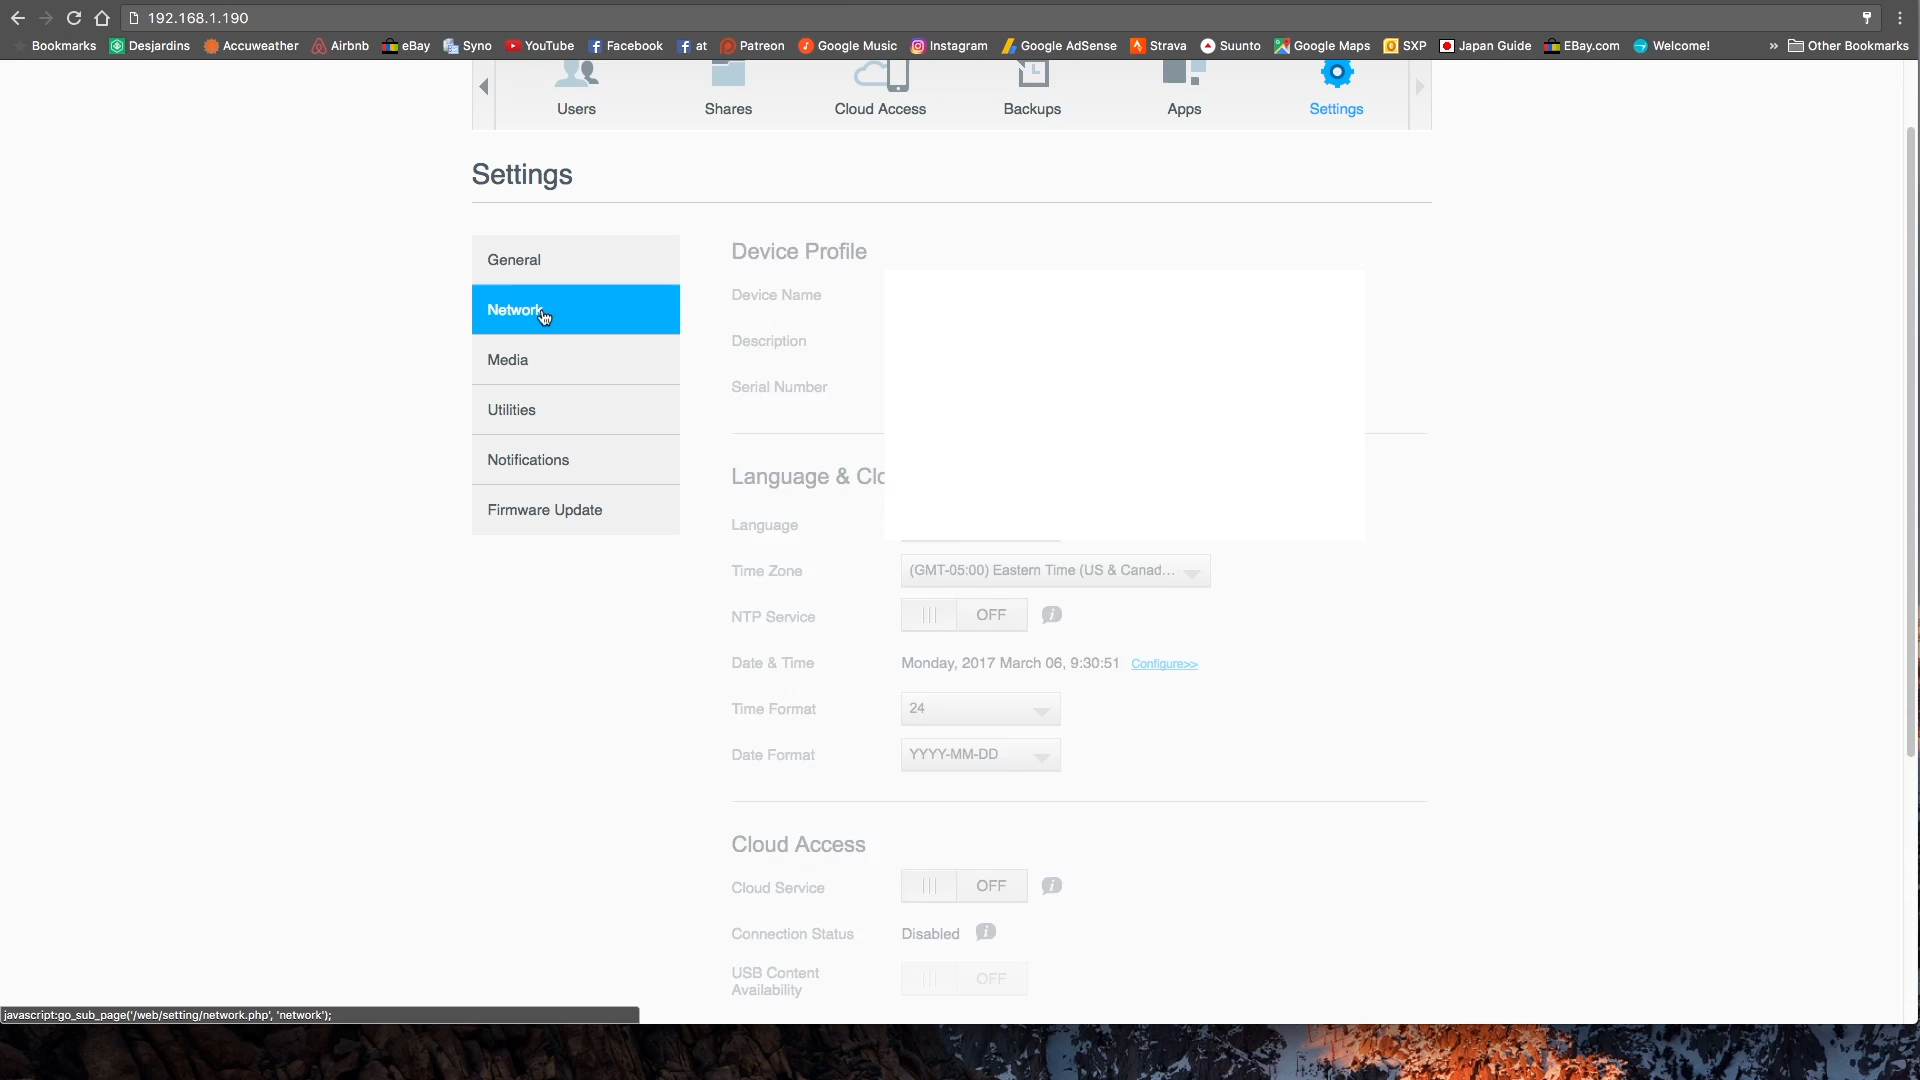 192.168.1.190
Bookmarks Desjardins Accuweather Airbnb eBay Syno YouTube Facebook at Patreon Google Music Instagram Google AdSense Strava Suunto Google Maps SXP Japan Guide EBay.com Welcome! » Other Bookmarks
Users Shares Cloud Access Backups Apps Settings
Settings
General
Network
Media
Utilities
Notifications
Firmware Update
Device Profile
Device Name
Description
Serial Number
Language & Clo
Language
Time Zone (GMT-05:00) Eastern Time (US & Canad...
NTP Service OFF
Date & Time Monday, 2017 March 06, 9:30:51 Configure>>
Time Format 24
Date Format YYYY-MM-DD
Cloud Access
Cloud Service OFF
Connection Status Disabled
USB Content
Availability OFF
javascript:go_sub_page('/web/setting/network.php', 'network');